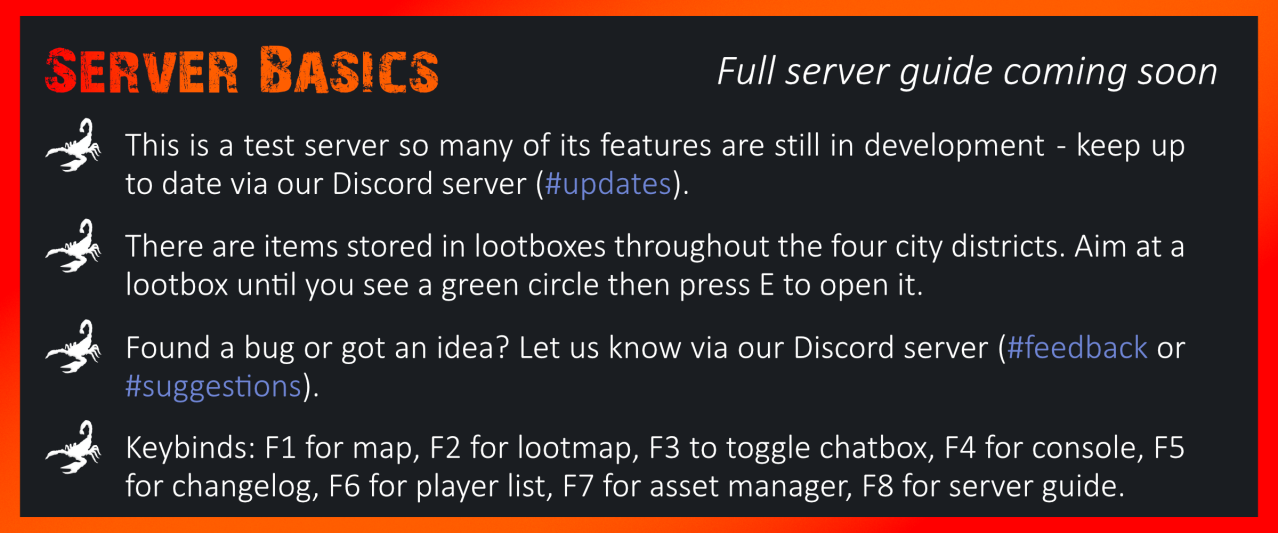 SERVER BASICS
Full server guide coming soon
This is a test server so many of its features are still in development - keep up
to date via our Discord server (#updates).
There are items stored in lootboxes throughout the four city districts. Aim at a
lootbox until you see a green circle then press E to open it.
Found a bug or got an idea? Let us know via our Discord server (#feedback or
#suggestions).
Keybinds: F1 for map, F2 for lootmap, F3 to toggle chatbox, F4 for console, F5
for changelog, F6 for player list, F7 for asset manager, F8 for server guide.